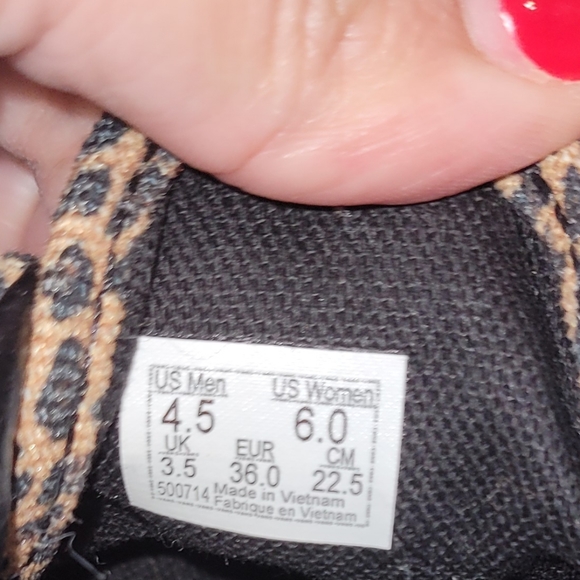 US Men US Women
4.5 6.0
UK EUR CM
3.5 36.0 22.5
500714 Made in Vietnam
Fabrique en Vietnam